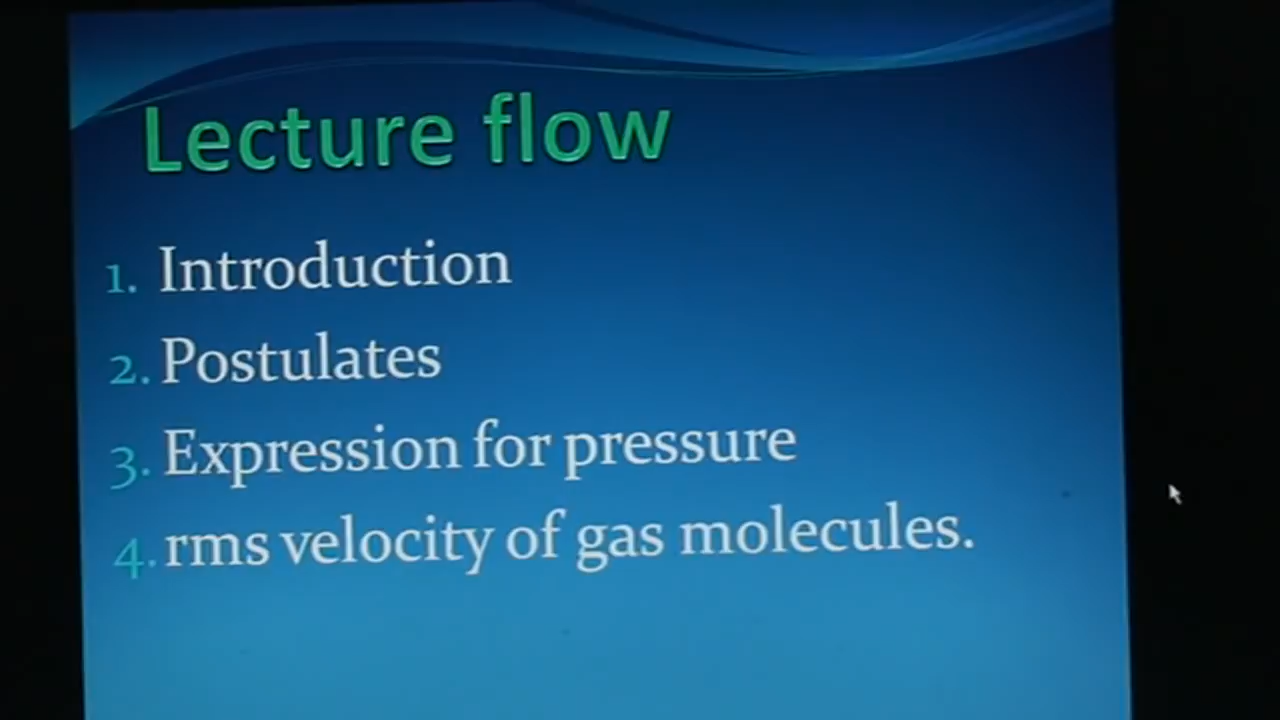 Lecture flow
1. Introduction
2. Postulates
3. Expression for pressure
4. rms velocity of gas molecules.